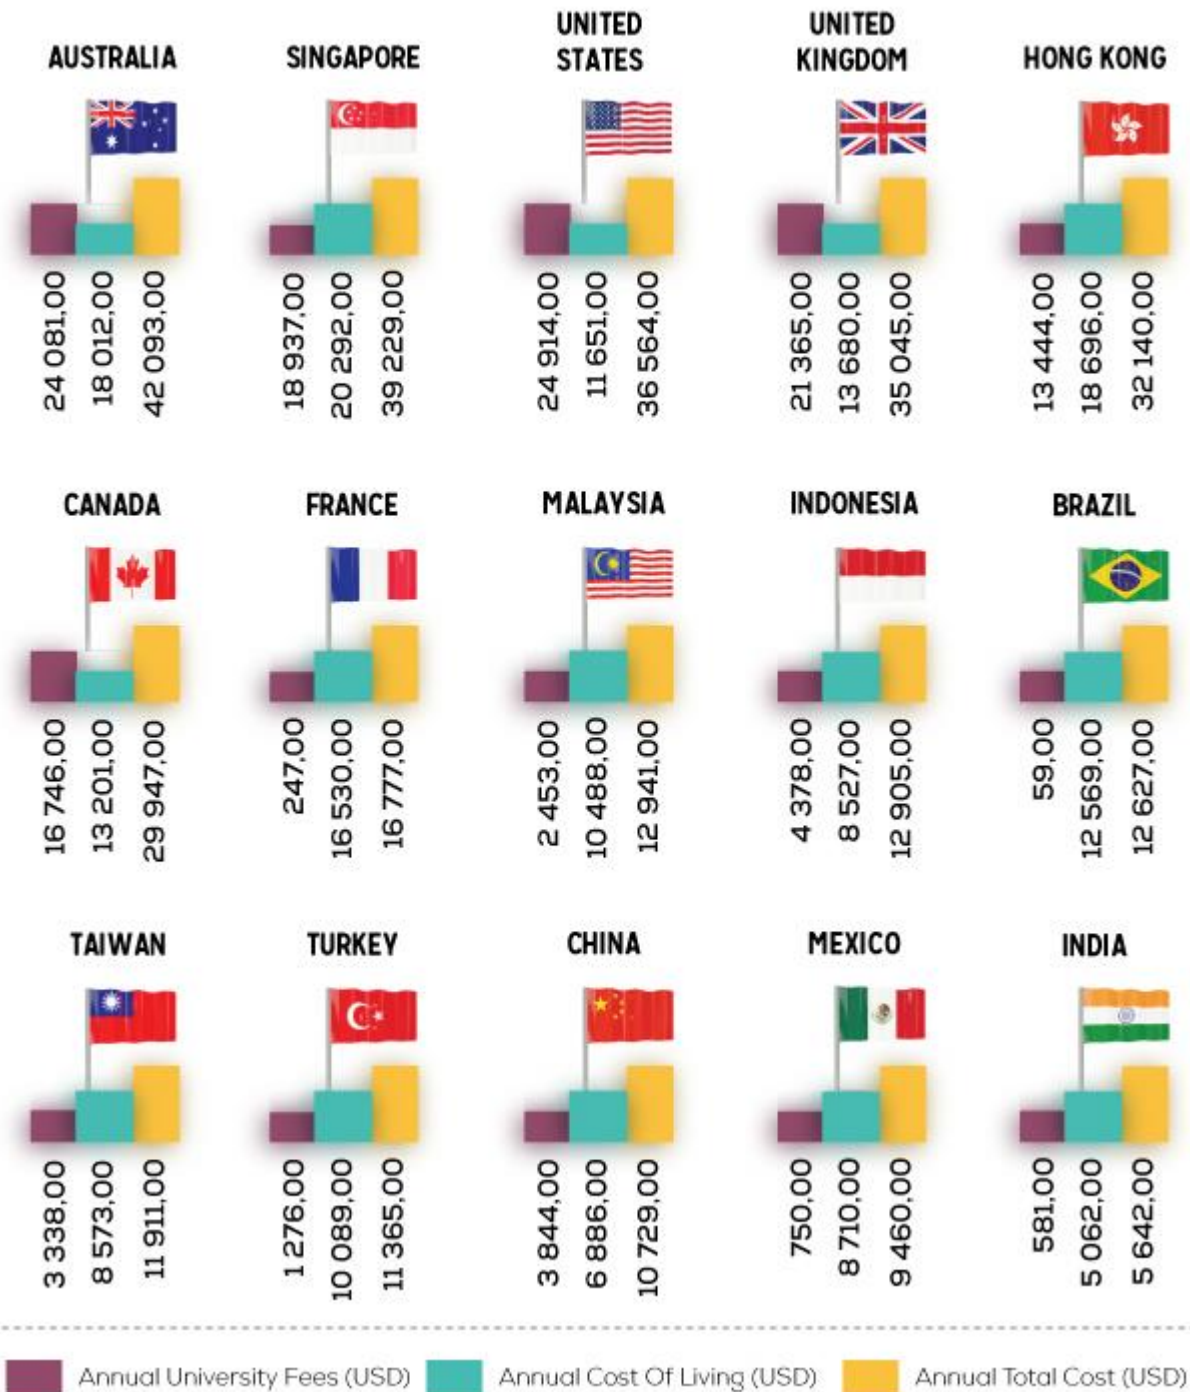 AUSTRALIA
24 081,00
18 012,00
42 093,00
SINGAPORE
18 937,00
20 292,00
39 229,00
UNITED
STATES
24 914,00
11 651,00
36 564,00
UNITED
KINGDOM
21 365,00
13 680,00
35 045,00
HONG KONG
13 444,00
18 696,00
32 140,00
CANADA
16 746,00
13 201,00
29 947,00
FRANCE
247,00
16 530,00
16 777,00
MALAYSIA
2 453,00
10 488,00
12 941,00
INDONESIA
4 378,00
8 527,00
12 905,00
BRAZIL
59,00
12 569,00
12 627,00
TAIWAN
3 338,00
8 573,00
11 911,00
TURKEY
1 276,00
10 089,00
11 365,00
CHINA
3 844,00
6 886,00
10 729,00
MEXICO
750,00
8 710,00
9 460,00
INDIA
581,00
5 062,00
5 642,00
Annual University Fees (USD)
Annual Cost Of Living (USD)
Annual Total Cost (USD)